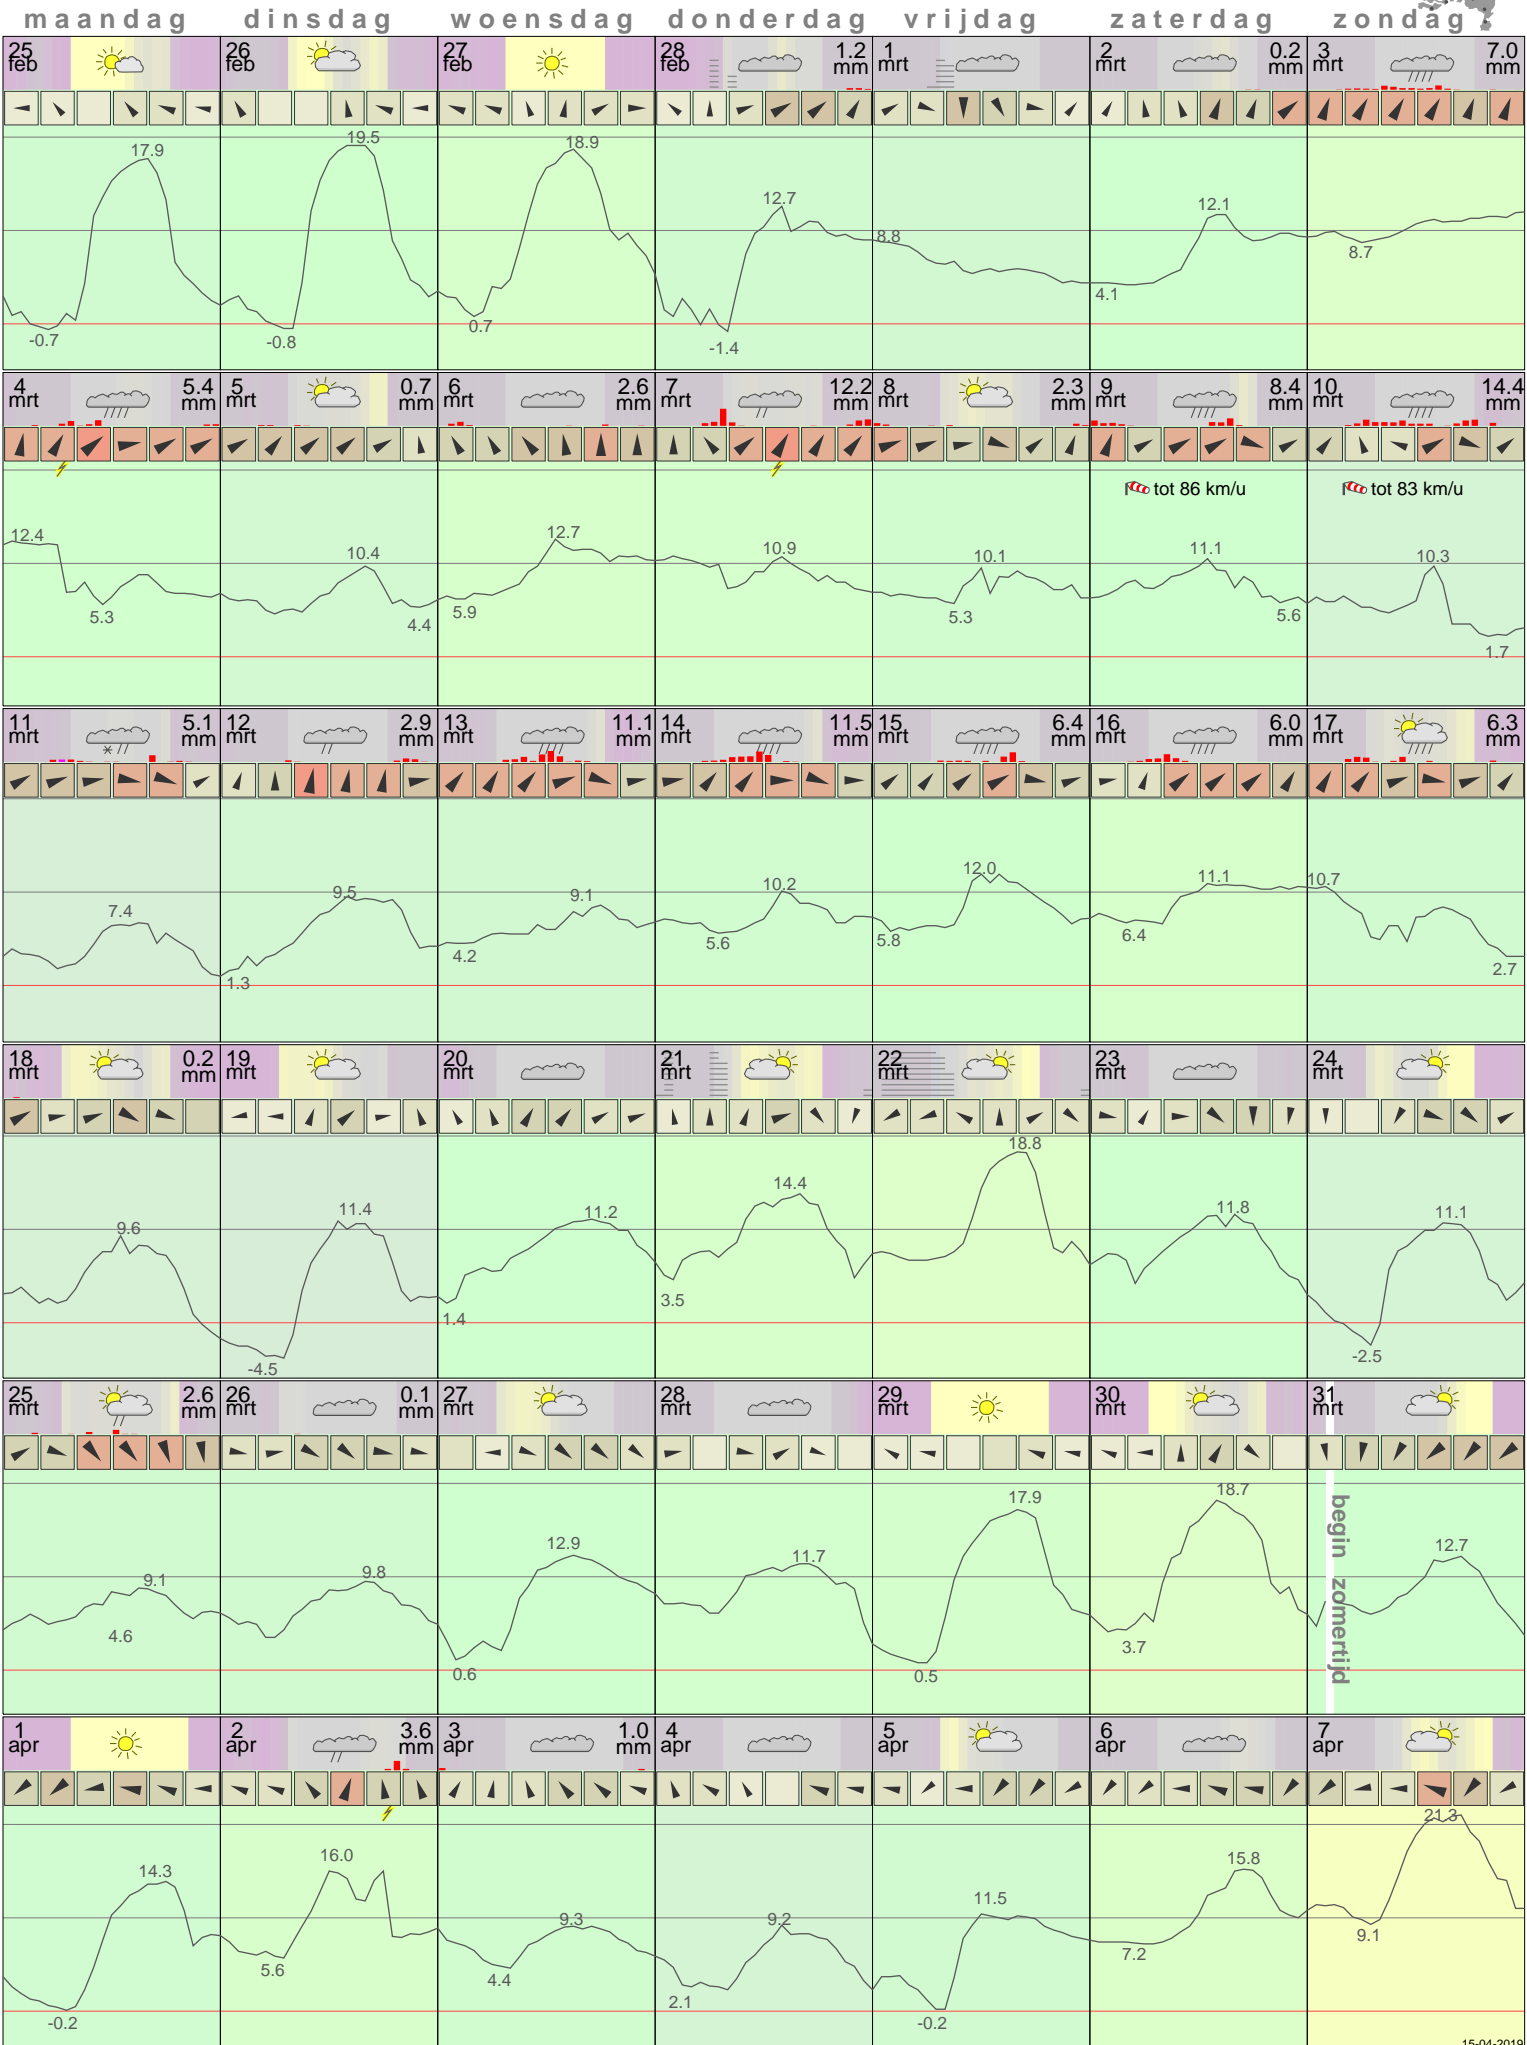 maandag dinsdag woensdag donderdag vrijdag zaterdag zondag
25 26 27 28 1.2 1 2 0.2 3 7.0
feb feb feb feb mm mrt mrt mm mrt mm
17.9 19.5 18.9 12.7 8.8 12.1 8.7
-0.7 -0.8 0.7 -1.4 4.1
4 5.4 5 0.7 6 2.6 7 12.2 8 2.3 9 8.4 10 14.4
mrt mm mrt mm mrt mm mrt mm mrt mm mrt mm mrt mm
tot 86 km/u tot 83 km/u
12.4 10.4 12.7 10.9 10.1 11.1 10.3
5.3 4.4 5.9 5.3 5.6 1.7
11 5.1 12 2.9 13 11.1 14 11.5 15 6.4 16 6.0 17 6.3
mrt mm mrt mm mrt mm mrt mm mrt mm mrt mm mrt mm
7.4 9.5 9.1 10.2 12.0 11.1 10.7
1.3 4.2 5.6 5.8 6.4 2.7
18 0.2 19 20 21 22 23 24
mrt mm mrt mrt mrt mrt mrt mrt
9.6 11.4 11.2 14.4 18.8 11.8 11.1
-4.5 1.4 3.5 -2.5
25 2.6 26 0.1 27 28 29 30 31
mrt mm mrt mm mrt mrt mrt mrt mrt
9.1 9.8 12.9 11.7 17.9 18.7 12.7
4.6 0.6 0.5 3.7
begin zomertijd
1 2 3.6 3 1.0 4 5 6 7
apr apr mm apr mm apr apr apr apr
14.3 16.0 9.3 9.2 11.5 15.8 21.3
-0.2 5.6 4.4 2.1 -0.2 7.2 9.1
15-04-2019